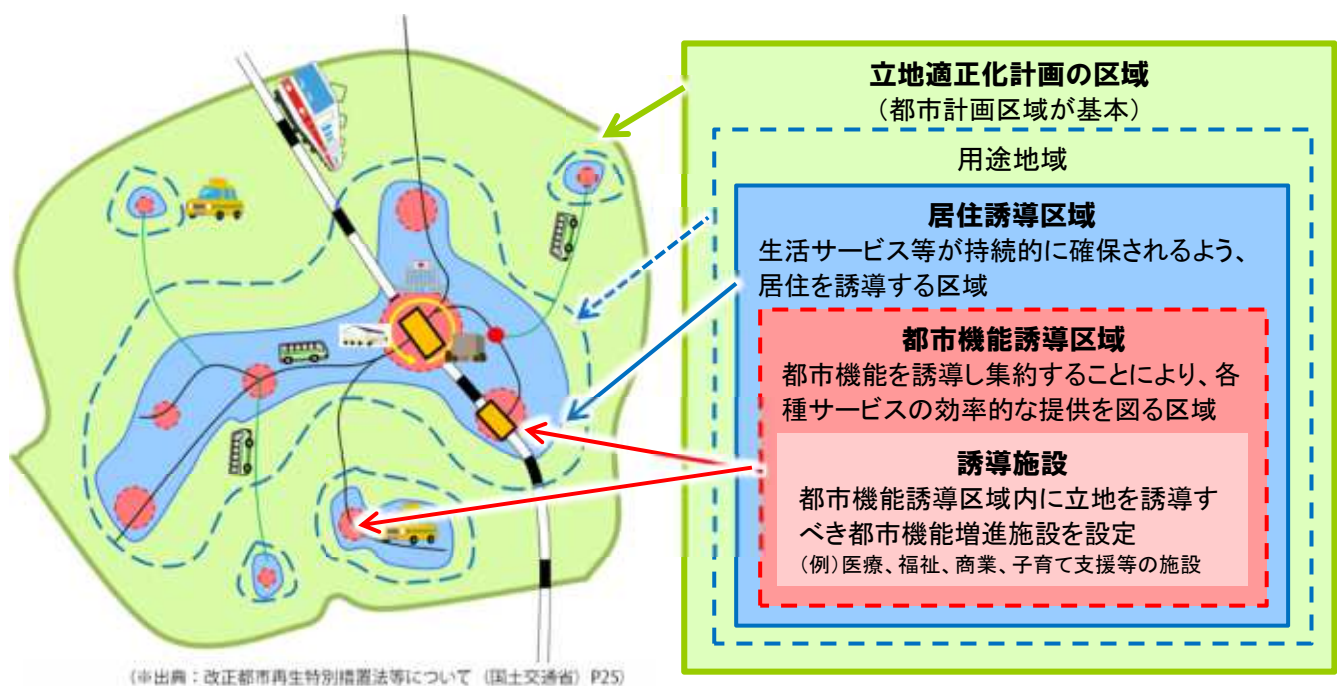 立地適正化計画の区域
（都市計画区域が基本）
用途地域
居住誘導区域
生活サービス等が持続的に確保されるよう、
居住を誘導する区域
都市機能誘導区域
都市機能を誘導し集約することにより、各
種サービスの効率的な提供を図る区域
誘導施設
都市機能誘導区域内に立地を誘導す
べき都市機能増進施設を設定
（例）医療、福祉、商業、子育て支援等の施設
（※出典：改正都市再生特別措置法等について（国土交通省）P25）